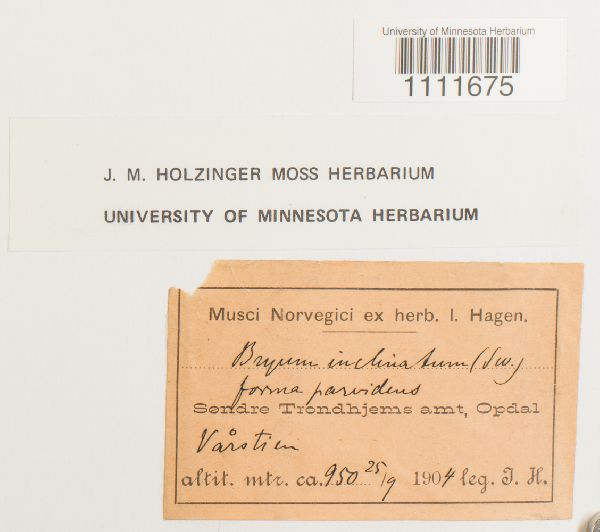 University of Minnesota Herbarium
1111675
J. M. HOLZINGER MOSS HERBARIUM
UNIVERSITY OF MINNESOTA HERBARIUM
Musci Norvegici ex herb. I. Hagen.
Bryum inclinatum (Sw.)
forma parvidens
Søndre Trondhjems amt, Opdal
Vårstien
altit. mtr. ca. 950 25/9 1904 leg. I. H.